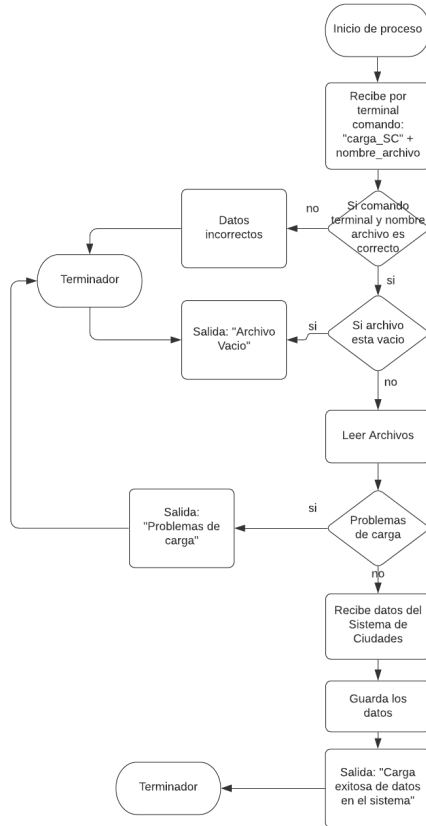 Inicio de proceso
Recibe por
terminal
comando:
"carga_SC" +
nombre_archivo
Si comando
terminal y nombre
archivo es
correcto
no
Datos
incorrectos
si
Terminador
Si archivo
esta vacio
si
Salida: "Archivo
Vacio"
no
Leer Archivos
Problemas
de carga
si
Salida:
"Problemas de
carga"
no
Recibe datos del
Sistema de
Ciudades
Guarda los
datos
Salida: "Carga
exitosa de datos
en el sistema"
Terminador